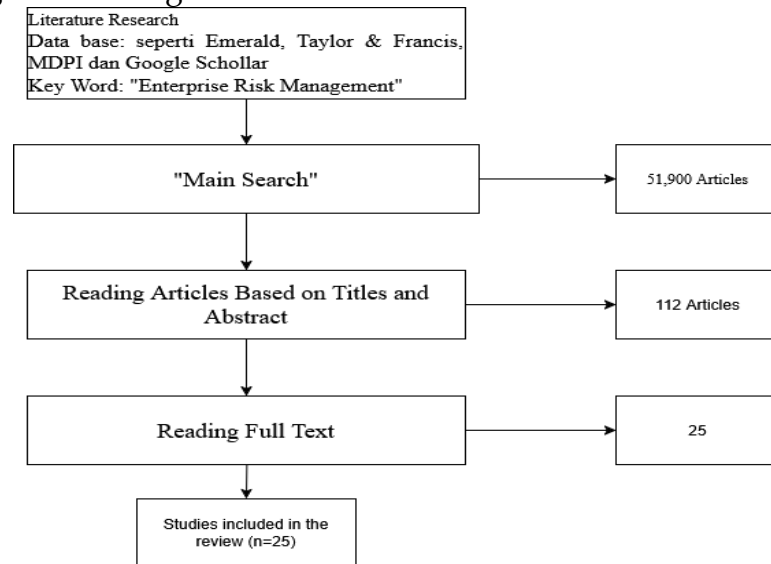 Literature Research
Data base: seperti Emerald, Taylor & Francis,
MDPI dan Google Schollar
Key Word: "Enterprise Risk Management"
"Main Search"
51,900 Articles
Reading Articles Based on Titles and
Abstract
112 Articles
Reading Full Text
25
Studies included in the
review (n=25)